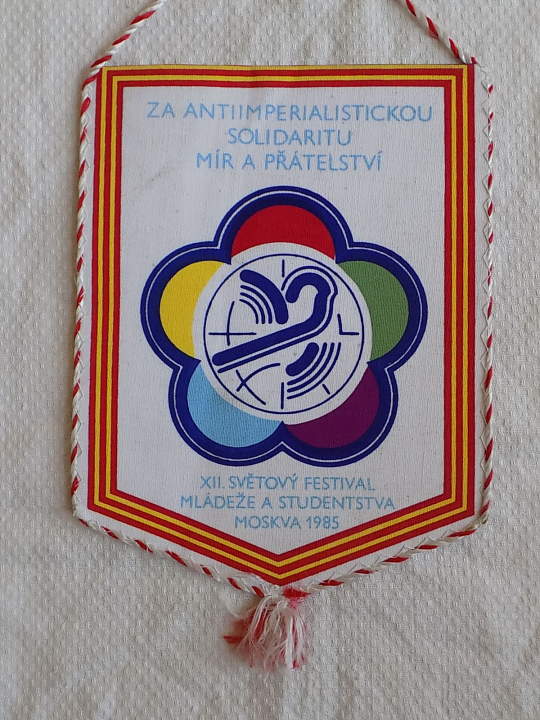 ZA ANTIIMPERIALISTICKOU
SOLIDARITU
MÍR A PŘÁTELSTVÍ
XII. SVĚTOVÝ FESTIVAL
MLÁDEŽE A STUDENTSTVA
MOSKVA 1985